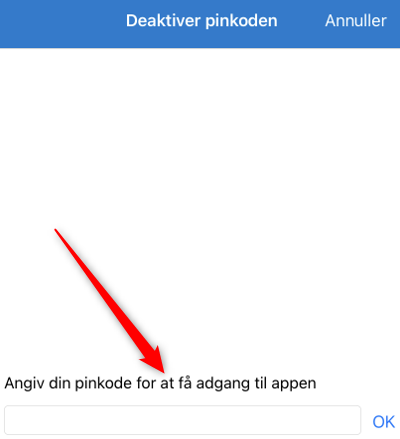 Deaktiver pinkoden
Annuller
Angiv din pinkode for at få adgang til appen
OK